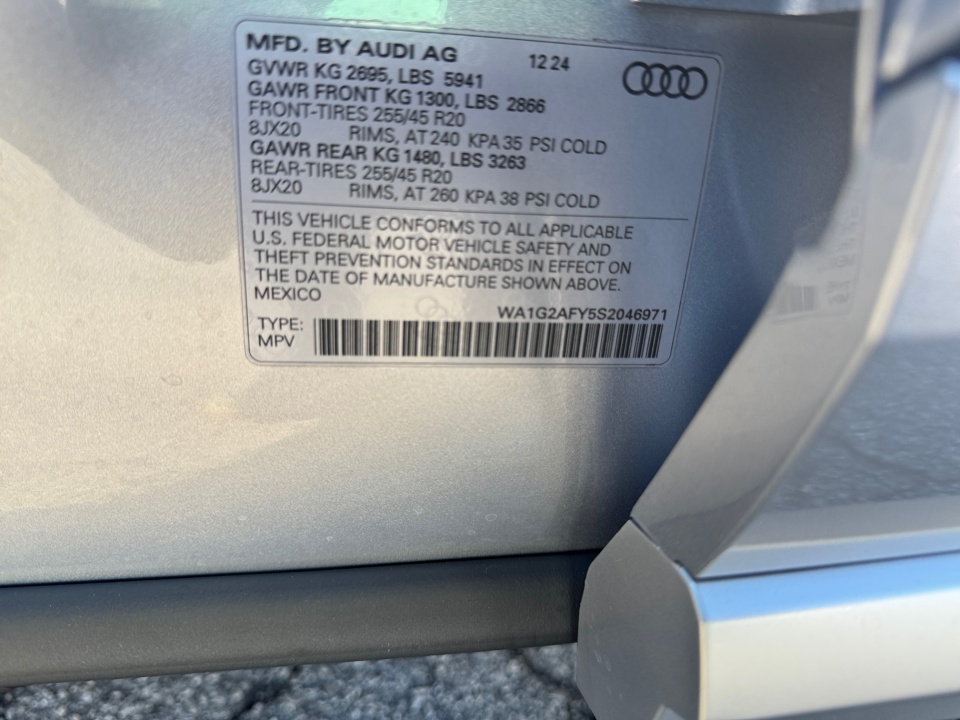 MFD. BY AUDI AG 12 24
GVWR KG 2695, LBS 5941
GAWR FRONT KG 1300, LBS 2866
FRONT-TIRES 255/45 R20
8JX20 RIMS, AT 240 KPA 35 PSI COLD
GAWR REAR KG 1480, LBS 3263
REAR-TIRES 255/45 R20
8JX20 RIMS, AT 260 KPA 38 PSI COLD
THIS VEHICLE CONFORMS TO ALL APPLICABLE
U.S. FEDERAL MOTOR VEHICLE SAFETY AND
THEFT PREVENTION STANDARDS IN EFFECT ON
THE DATE OF MANUFACTURE SHOWN ABOVE.
MEXICO
WA1G2AFY5S2046971
TYPE:
MPV